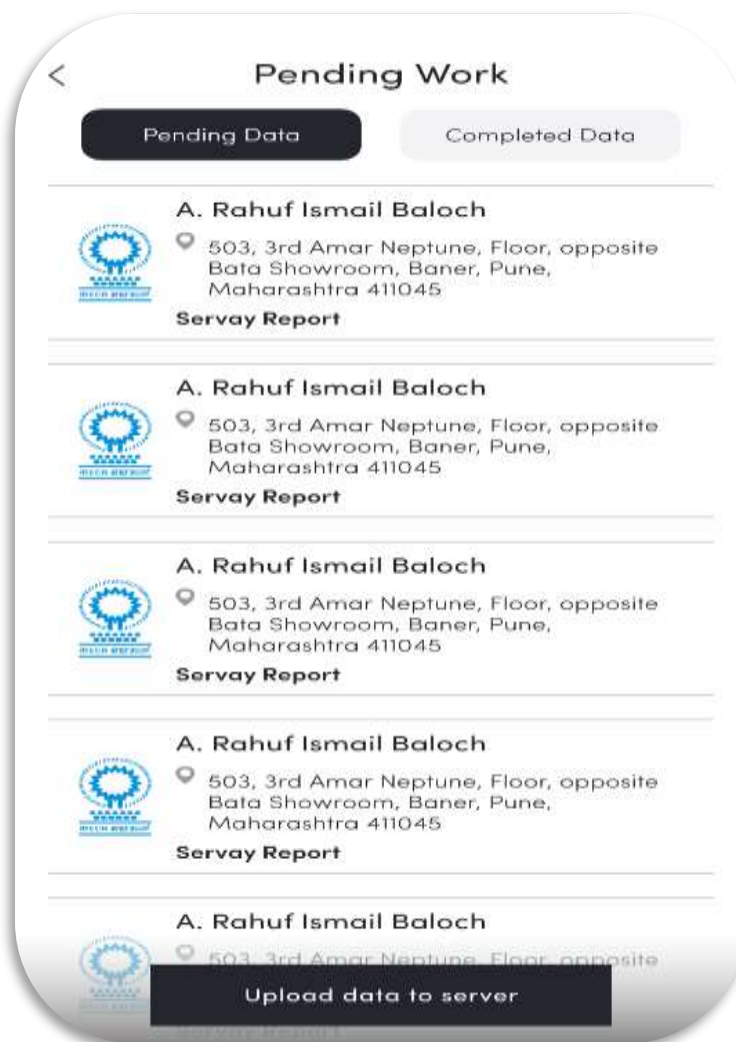 Pending Work
Pending Data
Completed Data
A. Rahuf Ismail Baloch
503, 3rd Amar Neptune, Floor, opposite
Bata Showroom, Baner, Pune,
Maharashtra 411045
Servay Report
A. Rahuf Ismail Baloch
503, 3rd Amar Neptune, Floor, opposite
Bata Showroom, Baner, Pune,
Maharashtra 411045
Servay Report
A. Rahuf Ismail Baloch
503, 3rd Amar Neptune, Floor, opposite
Bata Showroom, Baner, Pune,
Maharashtra 411045
Servay Report
A. Rahuf Ismail Baloch
503, 3rd Amar Neptune, Floor, opposite
Bata Showroom, Baner, Pune,
Maharashtra 411045
Servay Report
A. Rahuf Ismail Baloch
503, 3rd Amar Neptune, Floor, opposite
Upload data to server
Servay Report